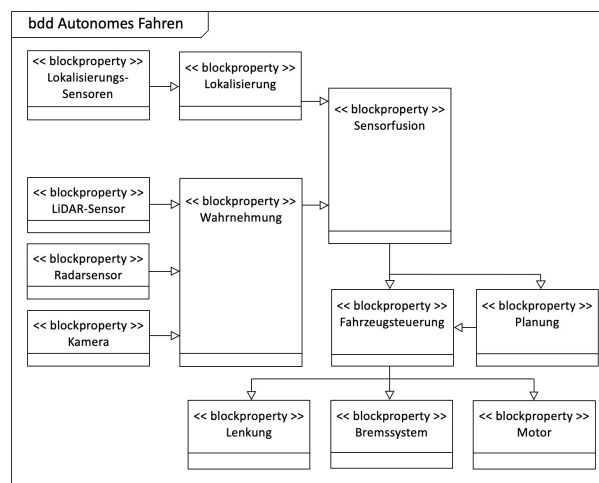 bdd Autonomes Fahren
<< blockproperty >>
Lokalisierungs-
Sensoren
<< blockproperty >>
Lokalisierung
<< blockproperty >>
Sensorfusion
<< blockproperty >>
LiDAR-Sensor
<< blockproperty >>
Wahrnehmung
<< blockproperty >>
Radarsensor
<< blockproperty >>
Kamera
<< blockproperty >>
Fahrzeugsteuerung
<< blockproperty >>
Planung
<< blockproperty >>
Lenkung
<< blockproperty >>
Bremssystem
<< blockproperty >>
Motor